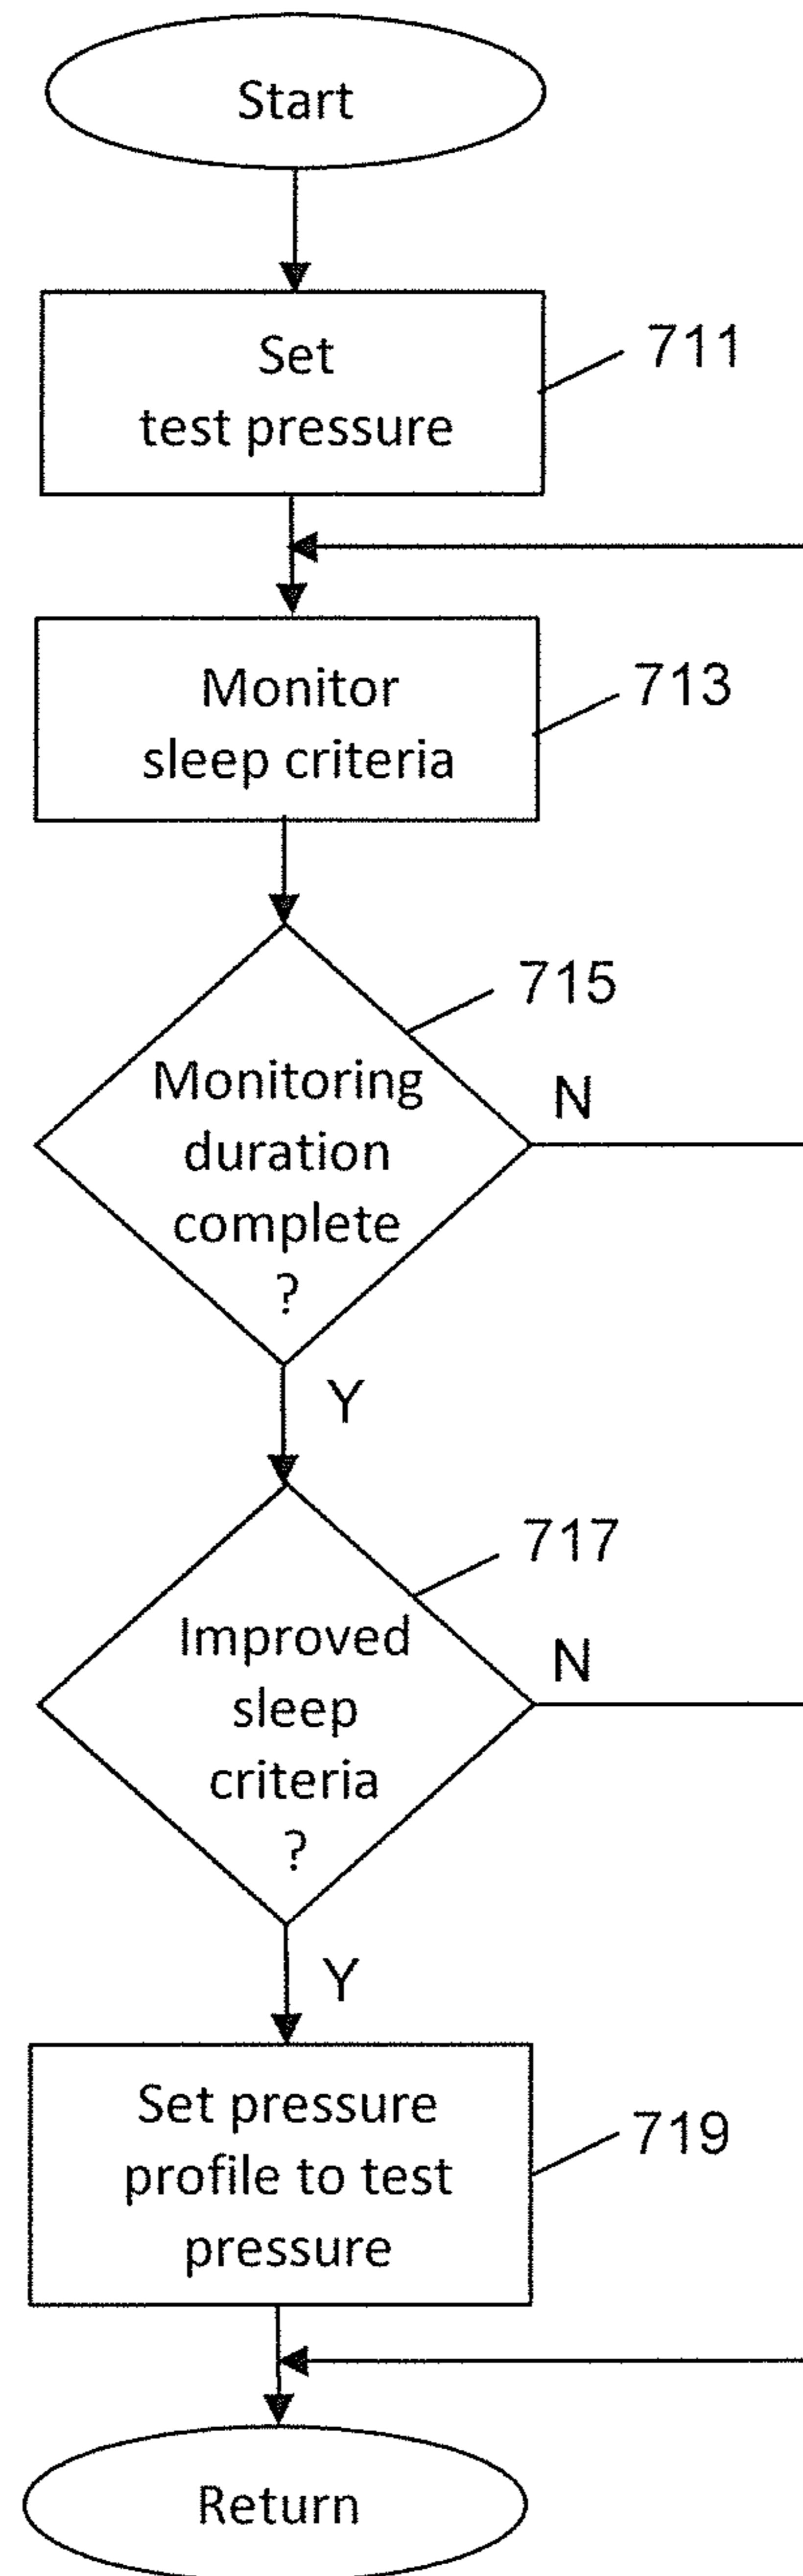 Start
Set
test pressure
711
Monitor
sleep criteria
713
715
Monitoring
duration
complete
?
N
Y
717
Improved
sleep
criteria
?
N
Y
Set pressure
profile to test
pressure
719
Return